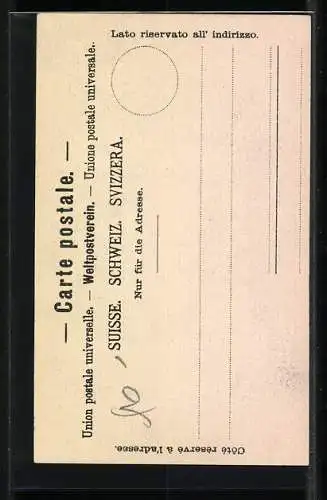 — Carte postale. —
Union postale universelle. — Weltpostverein. — Unione postale universale.
SUISSE. SCHWEIZ. SVIZZERA.
Nur für die Adresse.
Lato riservato all' indirizzo.
Côté réservé à l'adresse.